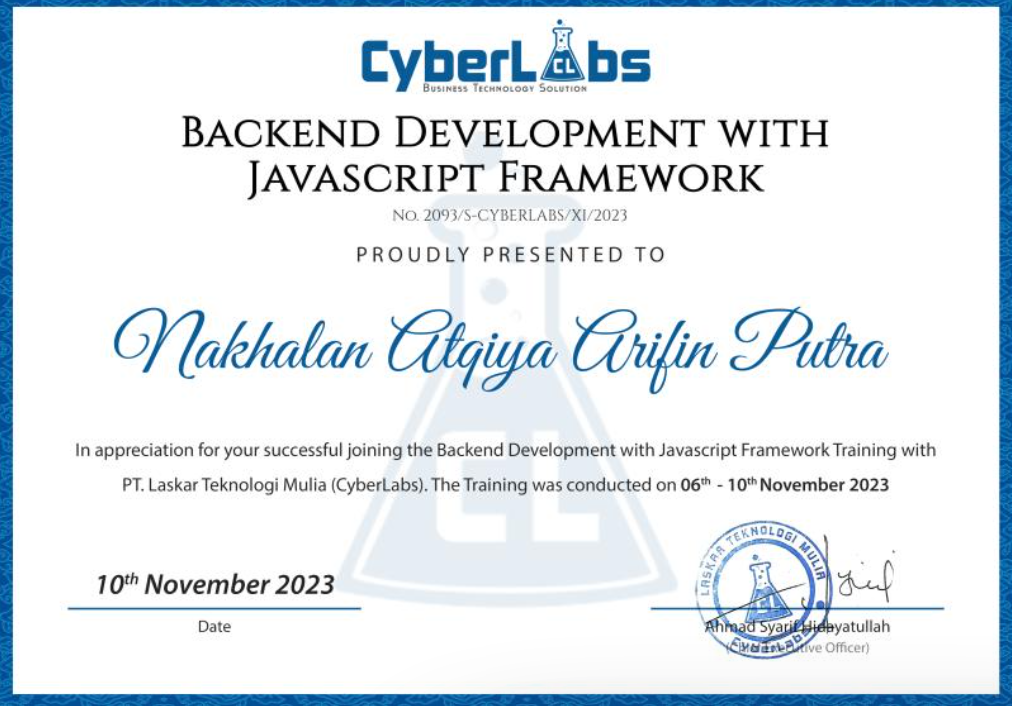 CyberLabs
CL
Business Technology Solution
Backend Development with
Javascript Framework
No. 2093/S-CYBERLABS/XI/2023
PROUDLY PRESENTED TO
Nakhalan Atqiya Arifin Putra
In appreciation for your successful joining the Backend Development with Javascript Framework Training with
PT. Laskar Teknologi Mulia (CyberLabs). The Training was conducted on 06th - 10th November 2023
CL
10th November 2023
Date
LASKAR TEKNOLOGI MULIA
CL
CyberLabs
Ahmad Syarif Hidayatullah
(Chief Executive Officer)